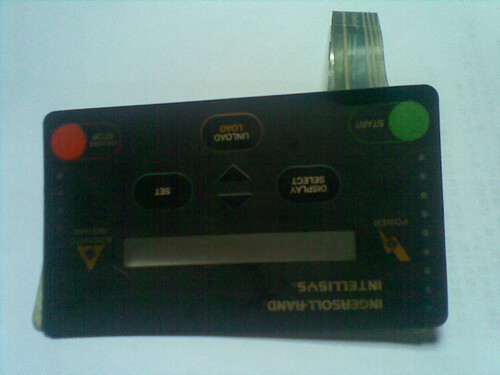 INGERSOLL-RAND
INTELLISYS
POWER
DISPLAY
SELECT
SET
START
UNLOAD
LOAD
STOP